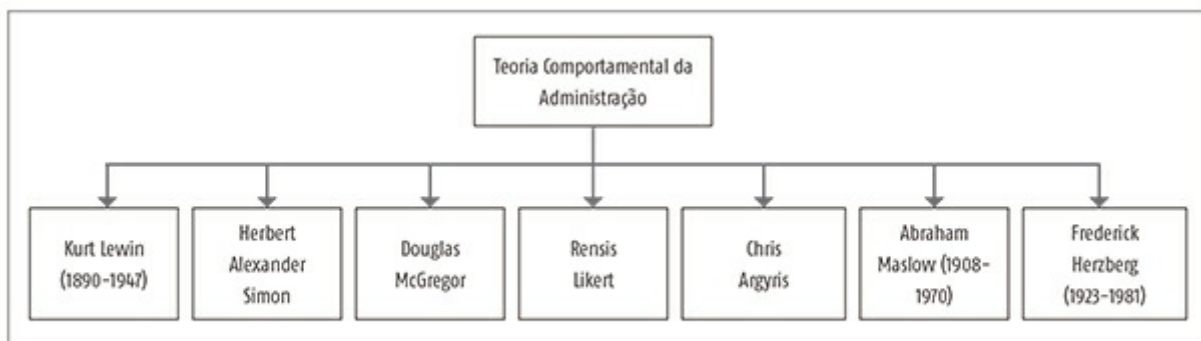 Teoria Comportamental da
Administração
Kurt Lewin
(1890-1947)
Herbert
Alexander
Simon
Douglas
McGregor
Rensis
Likert
Chris
Argyris
Abraham
Maslow (1908-
1970)
Frederick
Herzberg
(1923-1981)